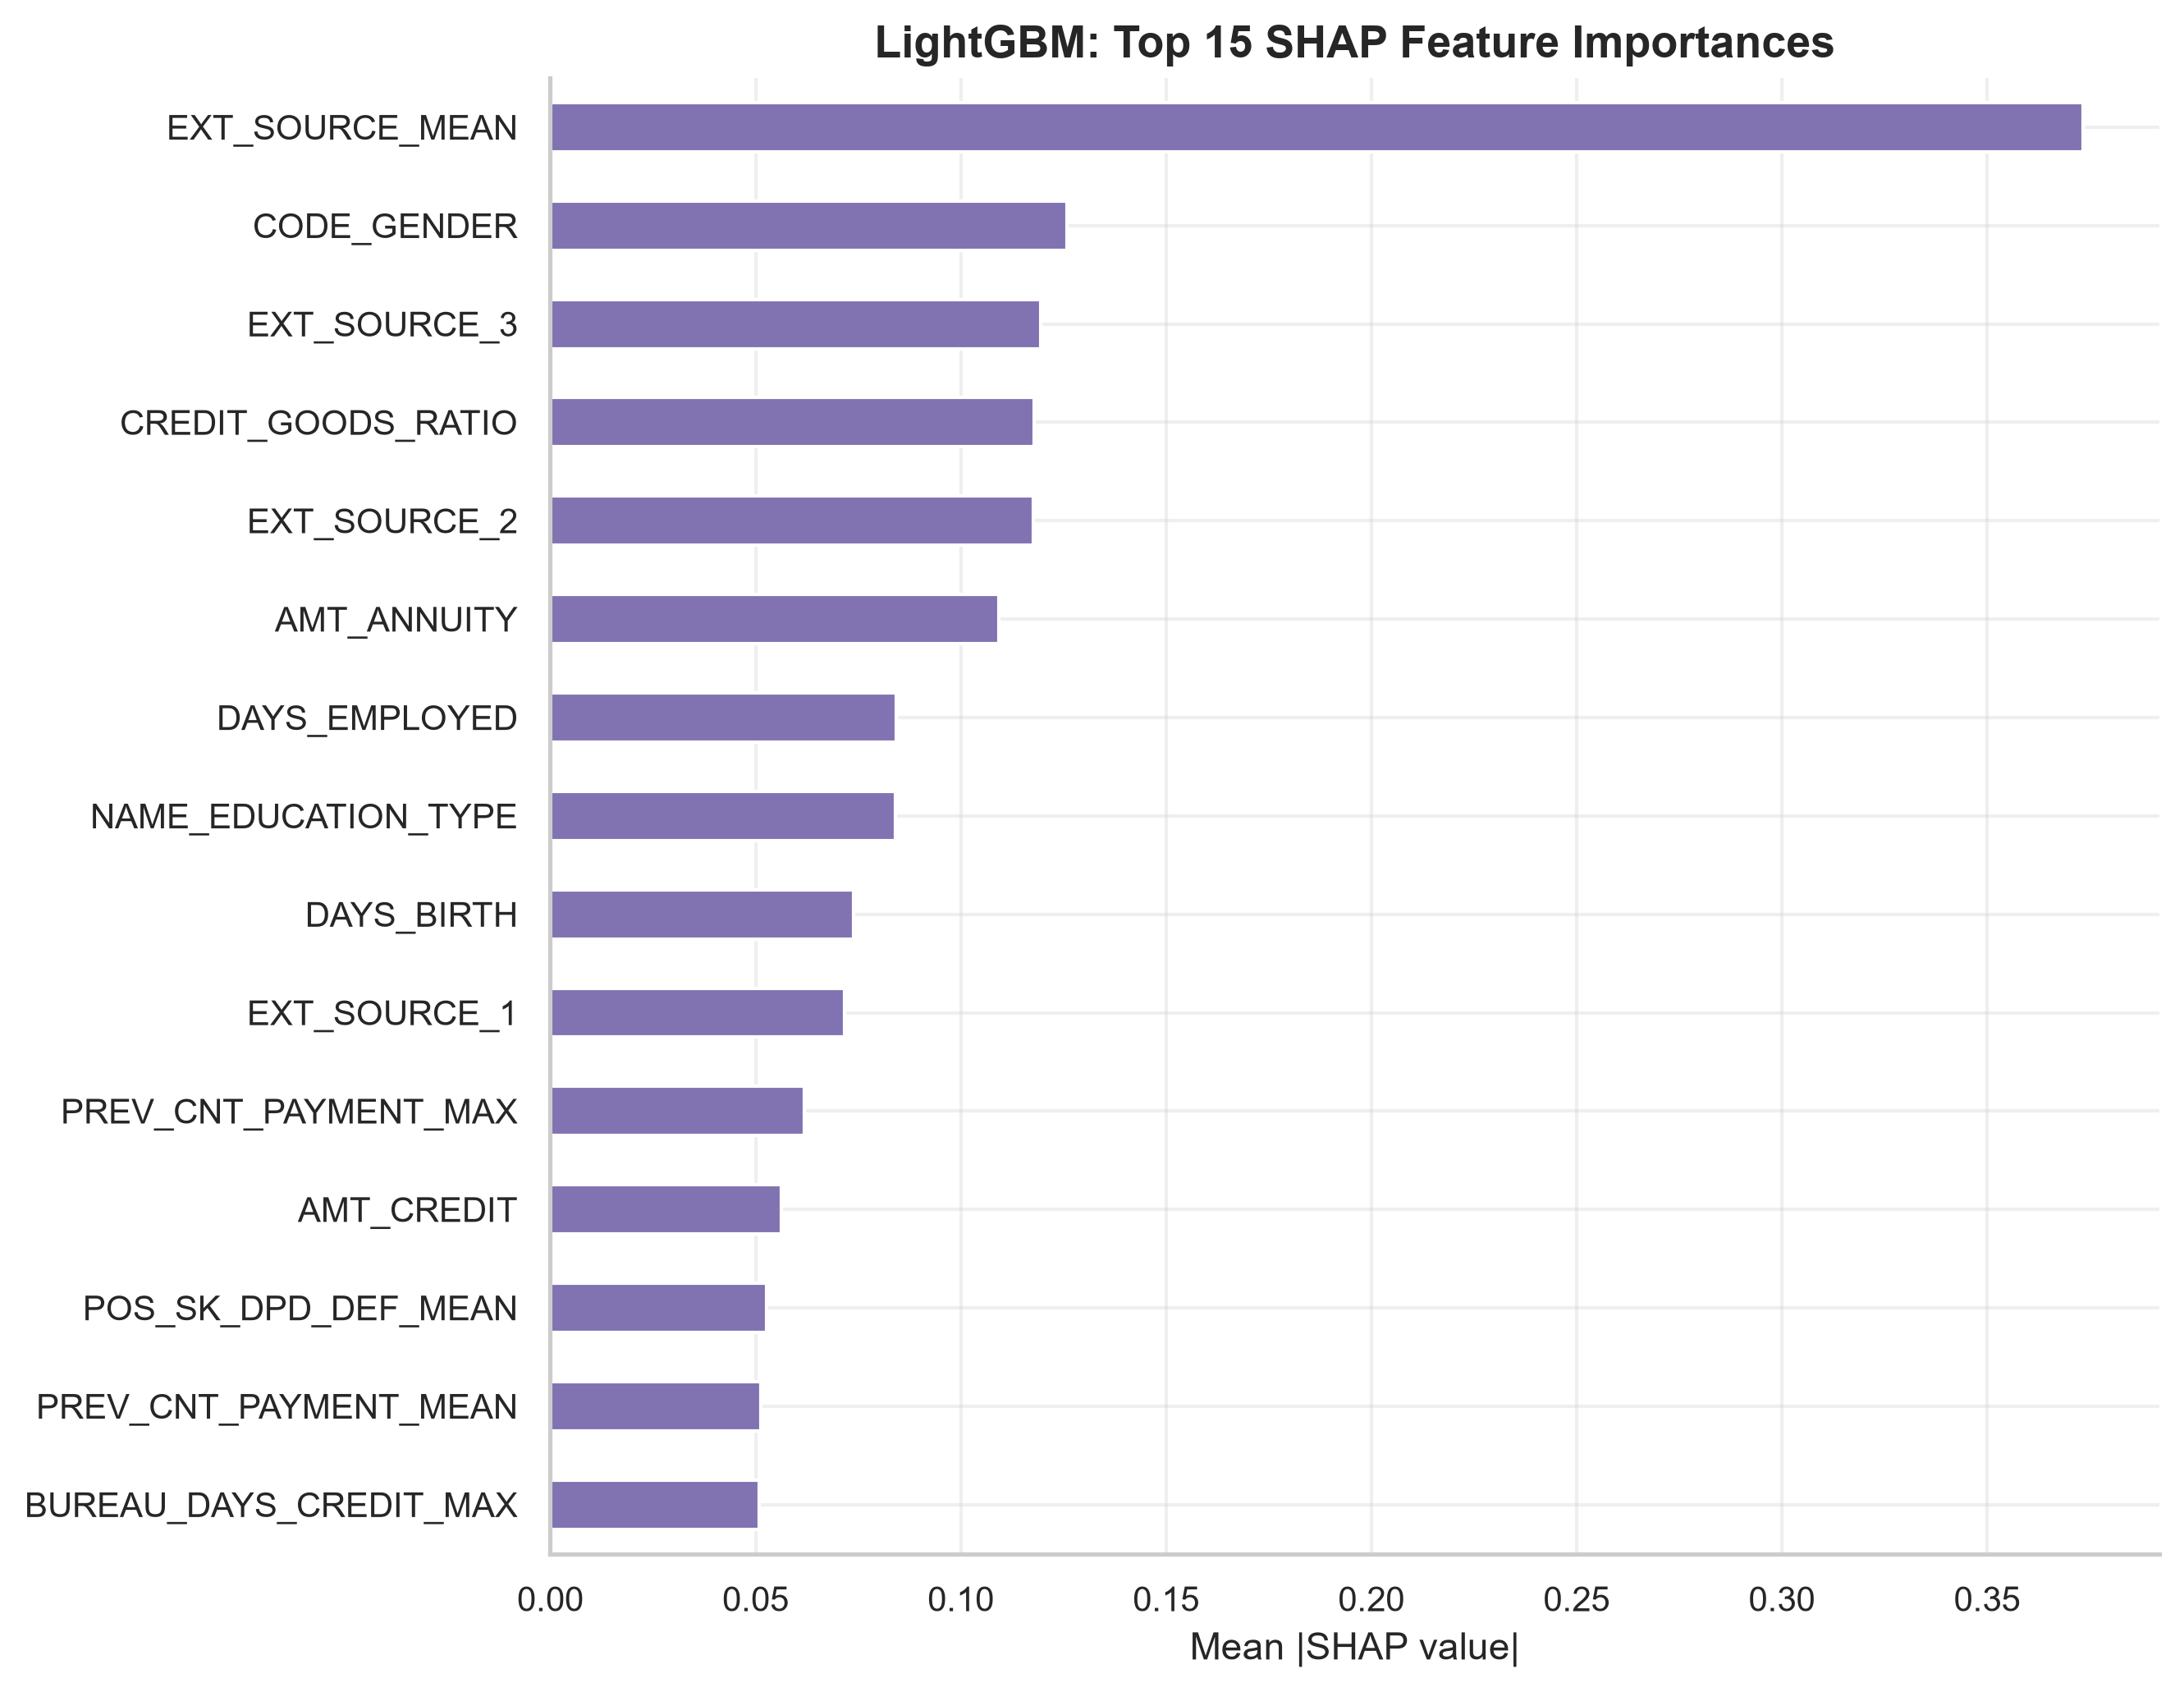 LightGBM: Top 15 SHAP Feature Importances
EXT_SOURCE_MEAN
CODE_GENDER
EXT_SOURCE_3
CREDIT_GOODS_RATIO
EXT_SOURCE_2
AMT_ANNUITY
DAYS_EMPLOYED
NAME_EDUCATION_TYPE
DAYS_BIRTH
EXT_SOURCE_1
PREV_CNT_PAYMENT_MAX
AMT_CREDIT
POS_SK_DPD_DEF_MEAN
PREV_CNT_PAYMENT_MEAN
BUREAU_DAYS_CREDIT_MAX
0.00 0.05 0.10 0.15 0.20 0.25 0.30 0.35
Mean |SHAP value|